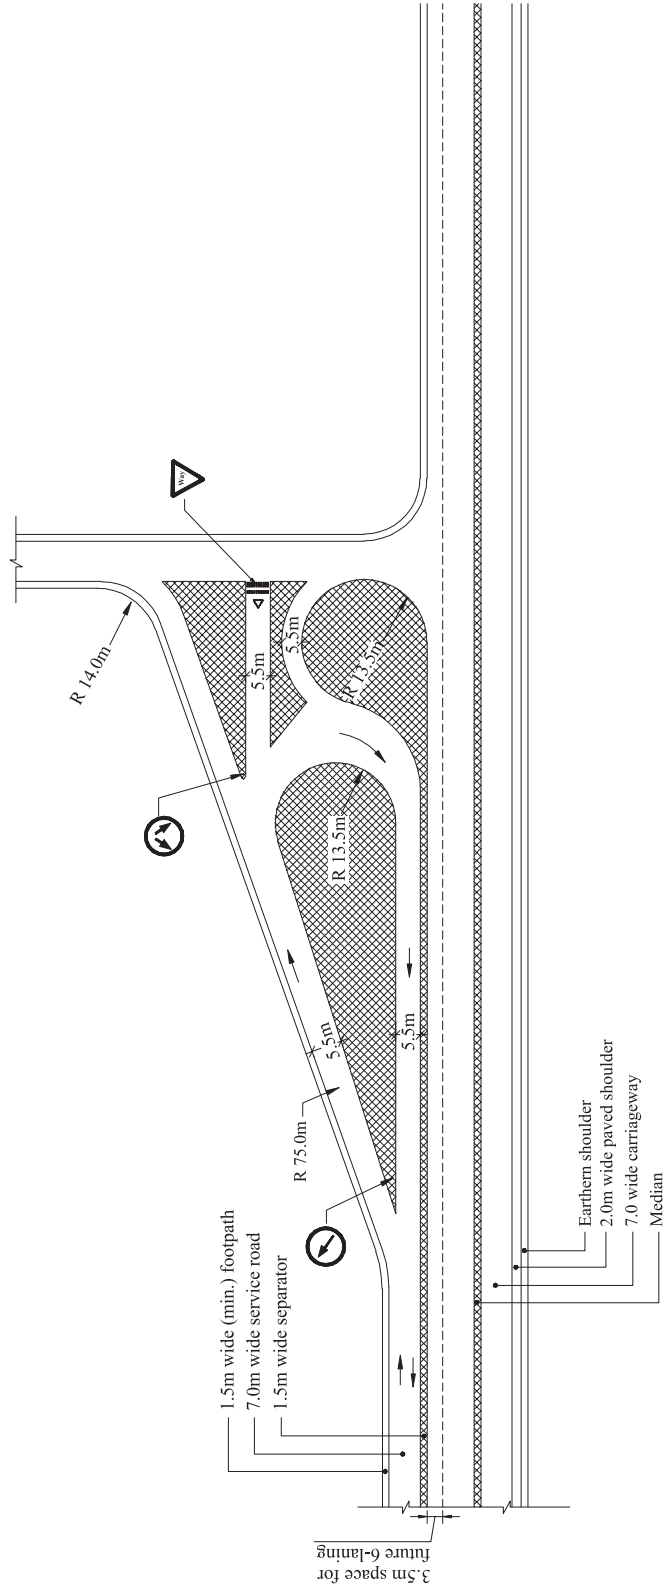 Way
R 14.0m
5.5m
5.5m
R 13.5m
R 13.5m
5.5m
5.5m
R 75.0m
1.5m wide (min.) footpath
7.0m wide service road
1.5m wide separator
Earthern shoulder
2.0m wide paved shoulder
7.0 wide carriageway
Median
3.5m space for
future 6-laning